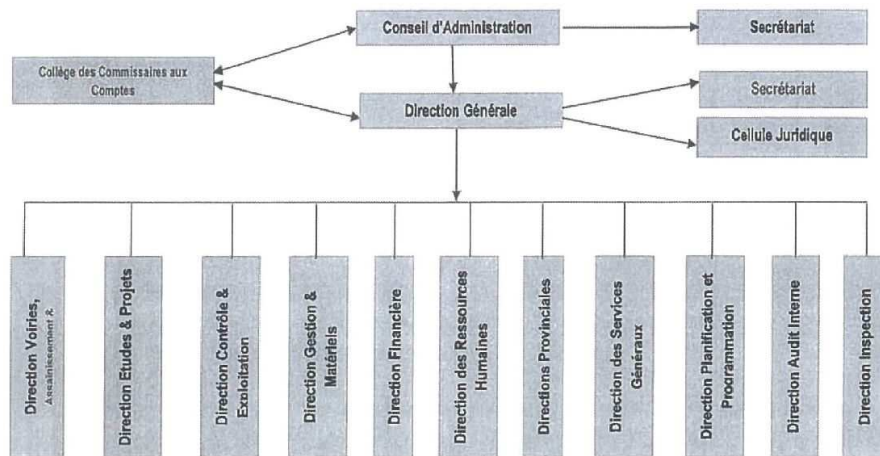 Conseil d'Administration
Secrétariat
Collège des Commissaires aux
Comptes
Secrétariat
Direction Générale
Cellule Juridique
Direction Voiries,
Assainissement &
Direction Etudes & Projets
Direction Contrôle &
Exploitation
Direction Gestion &
Matériels
Direction Financière
Direction des Ressources
Humaines
Directions Provinciales
Direction des Services
Généraux
Direction Planification et
Programmation
Direction Audit Interne
Direction Inspection